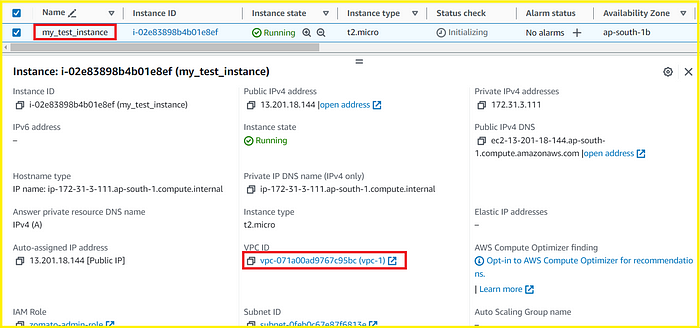 Name Instance ID Instance state Instance type Status check Alarm status Availability Zone
my_test_instance i-02e83898b4b01e8ef Running t2.micro Initializing No alarms + ap-south-1b
Instance: i-02e83898b4b01e8ef (my_test_instance)
Instance ID Public IPv4 address Private IPv4 addresses
i-02e83898b4b01e8ef (my_test_instance) 13.201.18.144 |open address 172.31.3.111
IPv6 address Instance state Public IPv4 DNS
– Running ec2-13-201-18-144.ap-south-
1.compute.amazonaws.com |open address
Hostname type Private IP DNS name (IPv4 only)
IP name: ip-172-31-3-111.ap-south-1.compute.internal ip-172-31-3-111.ap-south-1.compute.internal
Answer private resource DNS name Instance type Elastic IP addresses
IPv4 (A) t2.micro –
Auto-assigned IP address VPC ID AWS Compute Optimizer finding
13.201.18.144 [Public IP] vpc-071a00ad9767c95bc (vpc-1) Opt-in to AWS Compute Optimizer for recommendatio
ns.
| Learn more
IAM Role Subnet ID Auto Scaling Group name
zomato-admin-role subnet-0feb0c67e87f6813e –